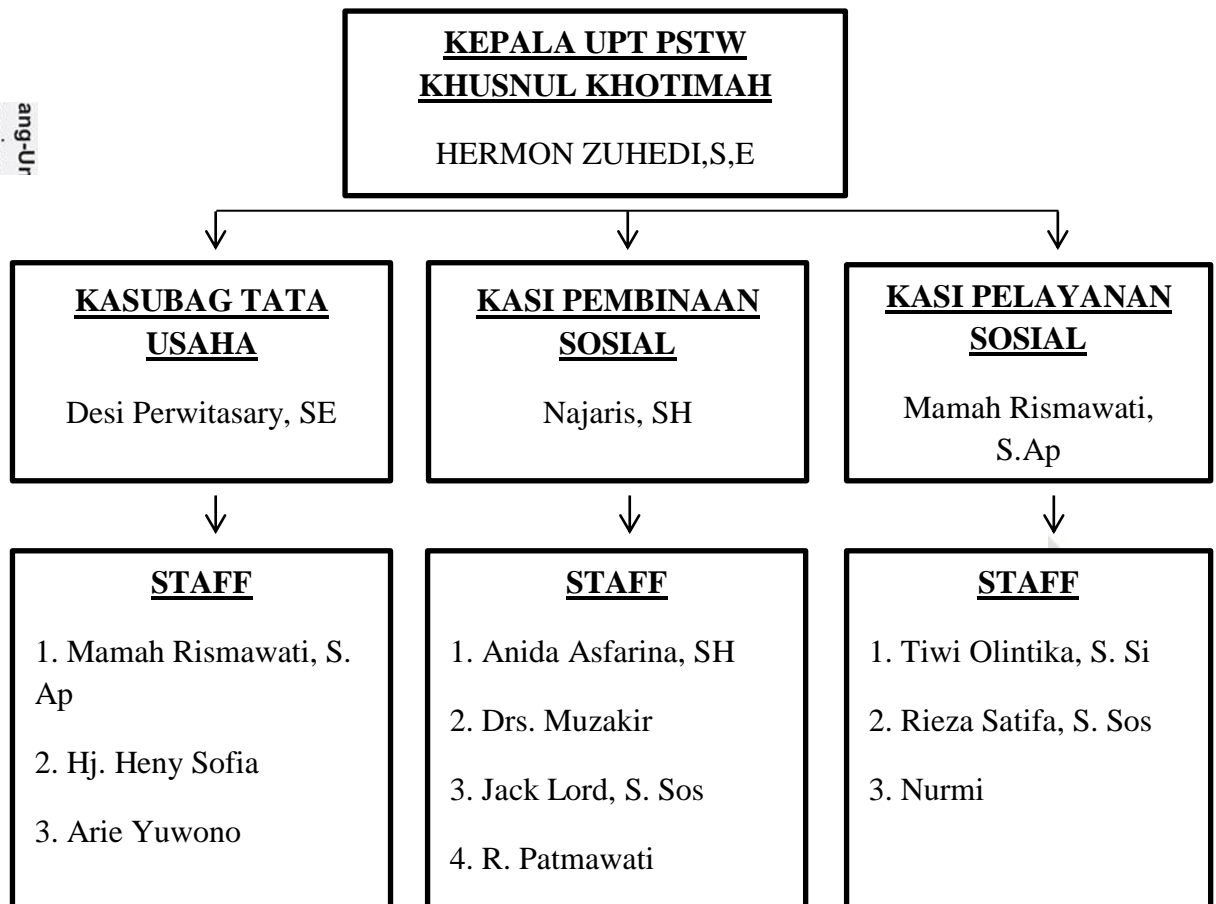 KEPALA UPT PSTW
KHUSNUL KHOTIMAH
HERMON ZUHEDI,S,E
ang-Un
KASUBAG TATA
USAHA
Desi Perwitasary, SE
KASI PEMBINAAN
SOSIAL
Najaris, SH
KASI PELAYANAN
SOSIAL
Mamah Rismawati,
S.Ap
STAFF
1. Mamah Rismawati, S.
Ap
2. Hj. Heny Sofia
3. Arie Yuwono
STAFF
1. Anida Asfarina, SH
2. Drs. Muzakir
3. Jack Lord, S. Sos
4. R. Patmawati
STAFF
1. Tiwi Olintika, S. Si
2. Rieza Satifa, S. Sos
3. Nurmi